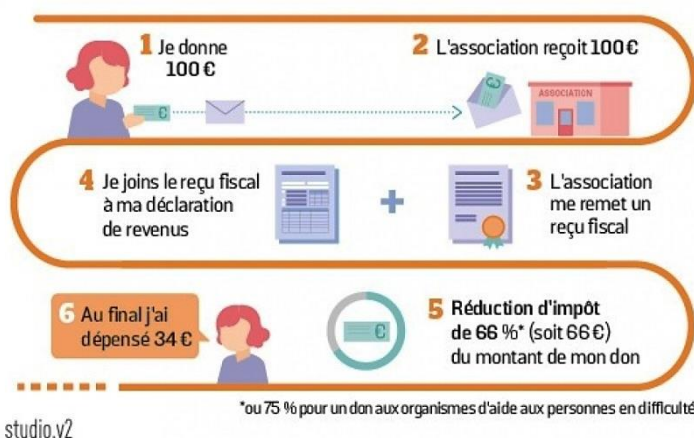 1 Je donne
100 €
2 L'association reçoit 100 €
ASSOCIATION
4 Je joins le reçu fiscal
à ma déclaration
de revenus
3 L'association
me remet un
reçu fiscal
6 Au final j'ai
dépensé 34 €
5 Réduction d'impôt
de 66 %* (soit 66 €)
du montant de mon don
*ou 75 % pour un don aux organismes d'aide aux personnes en difficulté
studio.v2